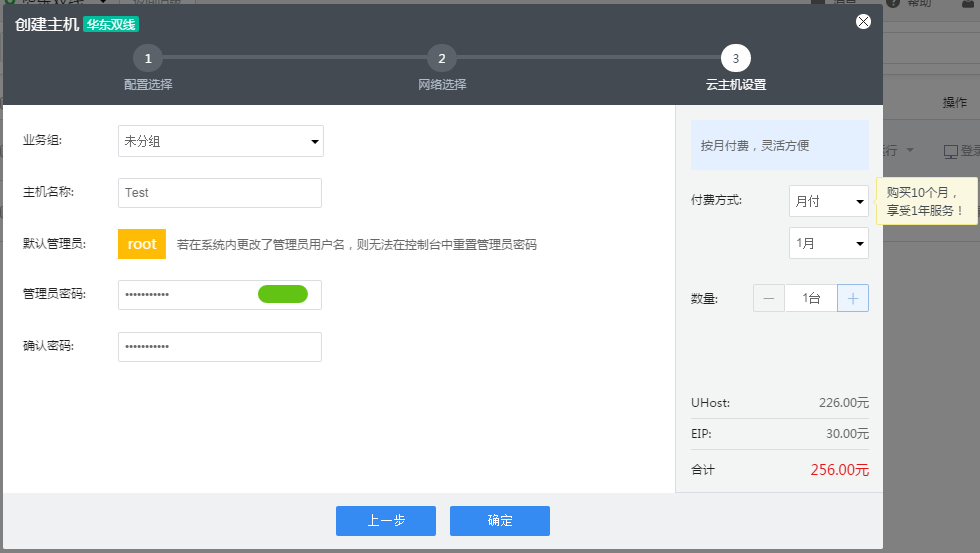 创建主机 华东双线
1
2
3
配置选择
网络选择
云主机设置
业务组:
未分组
主机名称:
Test
默认管理员:
root
若在系统内更改了管理员用户名，则无法在控制台中重置管理员密码
管理员密码:
•••••••••••
确认密码:
•••••••••••
按月付费，灵活方便
付费方式:
月付
1月
购买10个月，
享受1年服务！
数量:
1台
UHost:
226.00元
EIP:
30.00元
合计
256.00元
上一步
确定
操作
行
登录
帮助